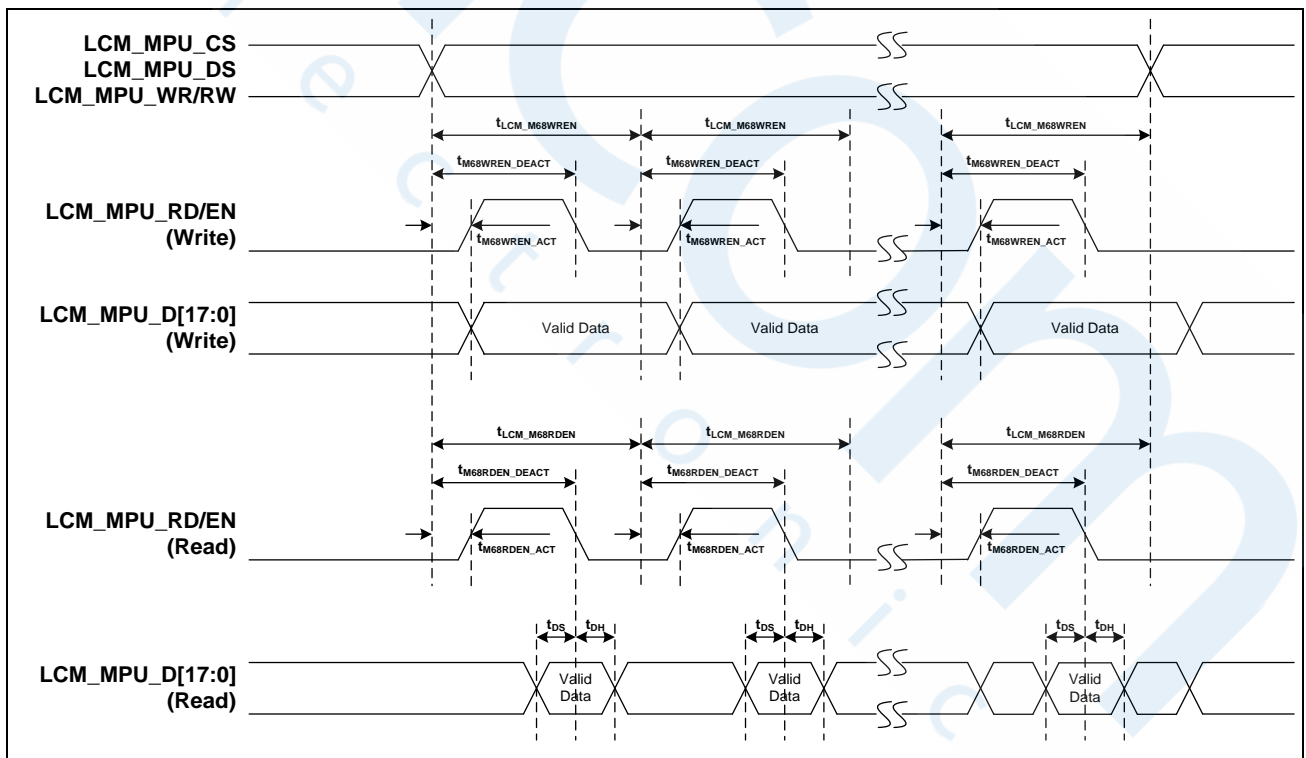 LCM_MPU_CS
LCM_MPU_DS
LCM_MPU_WR/RW
tLCM_M68WREN tLCM_M68WREN tLCM_M68WREN
tM68WREN_DEACT tM68WREN_DEACT tM68WREN_DEACT
LCM_MPU_RD/EN
(Write)
tM68WREN_ACT tM68WREN_ACT tM68WREN_ACT
LCM_MPU_D[17:0]
(Write)
Valid Data Valid Data Valid Data
tLCM_M68RDEN tLCM_M68RDEN tLCM_M68RDEN
tM68RDEN_DEACT tM68RDEN_DEACT tM68RDEN_DEACT
LCM_MPU_RD/EN
(Read)
tM68RDEN_ACT tM68RDEN_ACT tM68RDEN_ACT
tDS tDH tDS tDH tDS tDH
LCM_MPU_D[17:0]
(Read)
Valid Data Valid Data Valid Data